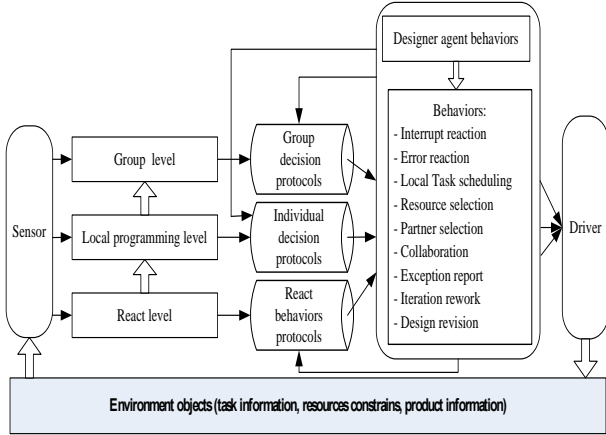 Designer agent behaviors
Behaviors:
- Interrupt reaction
- Error reaction
- Local Task scheduling
- Resource selection
- Partner selection
- Collaboration
- Exception report
- Iteration rework
- Design revision
Sensor
Group level
Local programming level
React level
Group
decision
protocols
Individual
decision
protocols
React
behaviors
protocols
Driver
Environment objects (task information, resources constrains, product information)